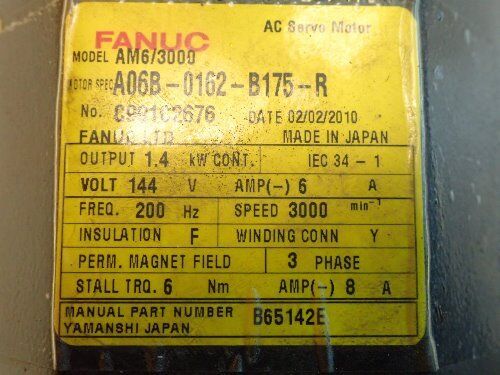 FANUC AC Servo Motor
MODEL AM6/3000
MOTOR SPEC A06B-0162-B175-R
No. C991C2676 DATE 02/02/2010
FANUC LTD MADE IN JAPAN
OUTPUT 1.4 kW CONT. IEC 34 - 1
VOLT 144 V AMP(~) 6 A
FREQ. 200 Hz SPEED 3000 min⁻¹
INSULATION F WINDING CONN Y
PERM. MAGNET FIELD 3 PHASE
STALL TRQ. 6 Nm AMP(~) 8 A
MANUAL PART NUMBER B65142E
YAMANSHI JAPAN